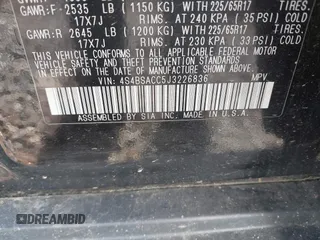 GAWR:F - 2535 LB (1150 KG) WITH 225/65R17 TIRES
17X7J RIMS. AT 240 KPA (35 PSI) COLD
GAWR:R 2645 LB (1200 KG) WITH 225/65R17 TIRES
17X7J RIMS. AT 230 KPA (33 PSI) COLD
THIS VEHICLE CONFORMS TO ALL APPLICABLE FEDERAL
MOTOR VEHICLE SAFETY, BUMPER, AND THEFT PREVENTION STANDARDS
IN EFFECT ON THE DATE OF MANUFACTURE SHOWN ABOVE.
VIN: 4S4BSACC5J3226836 MPV
ASSEMBLED BY SIA INC. MADE IN U.S.A.
DREAMBID